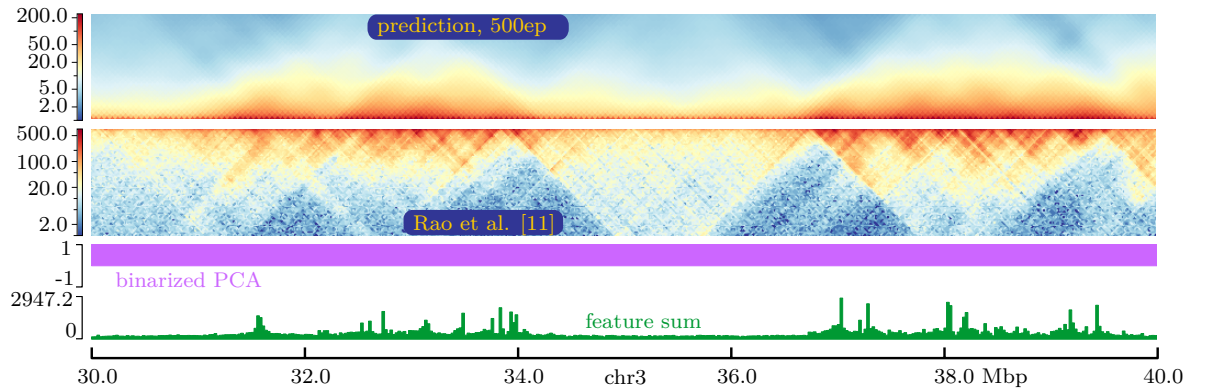 200.0
50.0
20.0
5.0
2.0
prediction, 500ep
500.0
100.0
20.0
2.0
Rao et al. [11]
1
-1
binarized PCA
2947.2
0
feature sum
30.0 32.0 34.0 chr3 36.0 38.0 Mbp 40.0